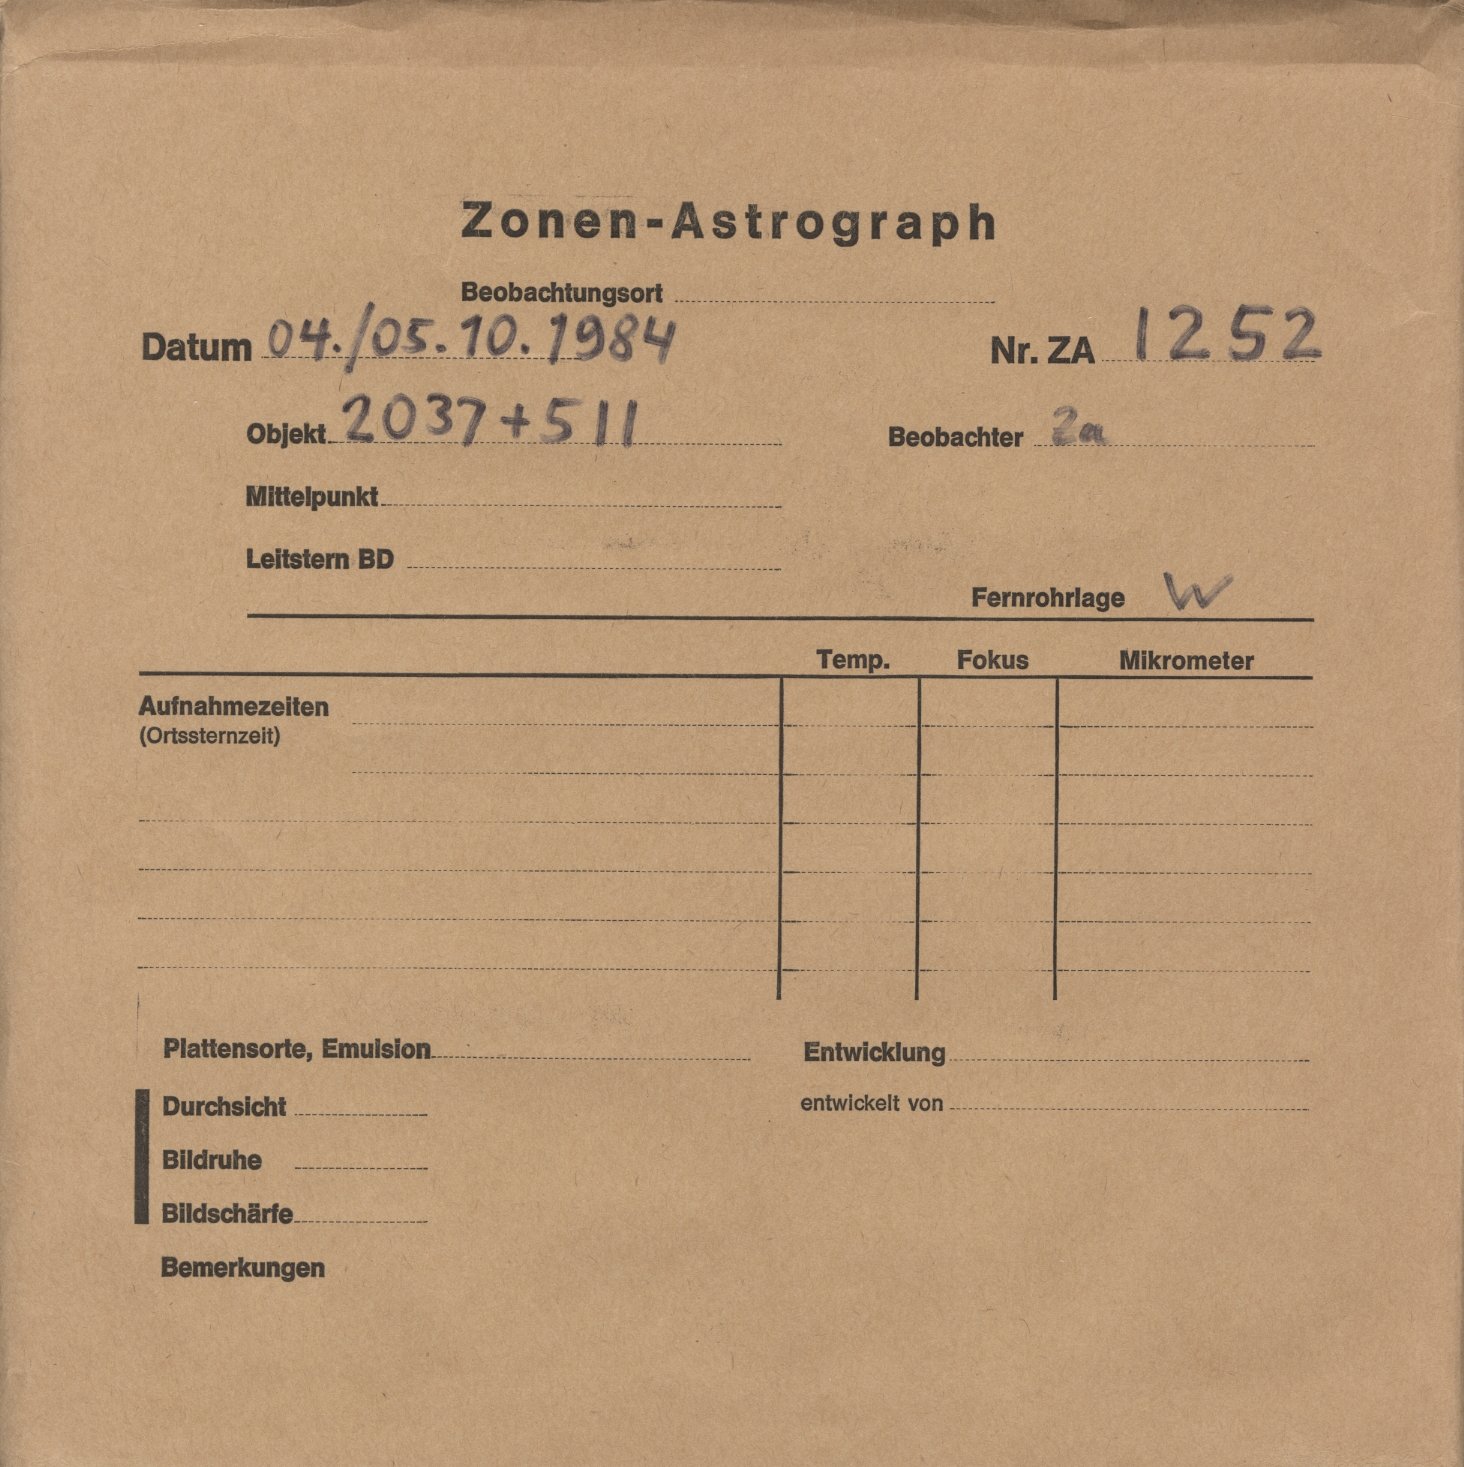 Zonen-Astrograph
Beobachtungsort
Datum 04./05.10.1984 Nr. ZA 1252
Objekt 2037+511 Beobachter Za
Mittelpunkt
Leitstern BD
Fernrohrlage W
Temp. Fokus Mikrometer
Aufnahmezeiten
(Ortssternzeit)
Plattensorte, Emulsion Entwicklung
Durchsicht entwickelt von
Bildruhe
Bildschärfe
Bemerkungen